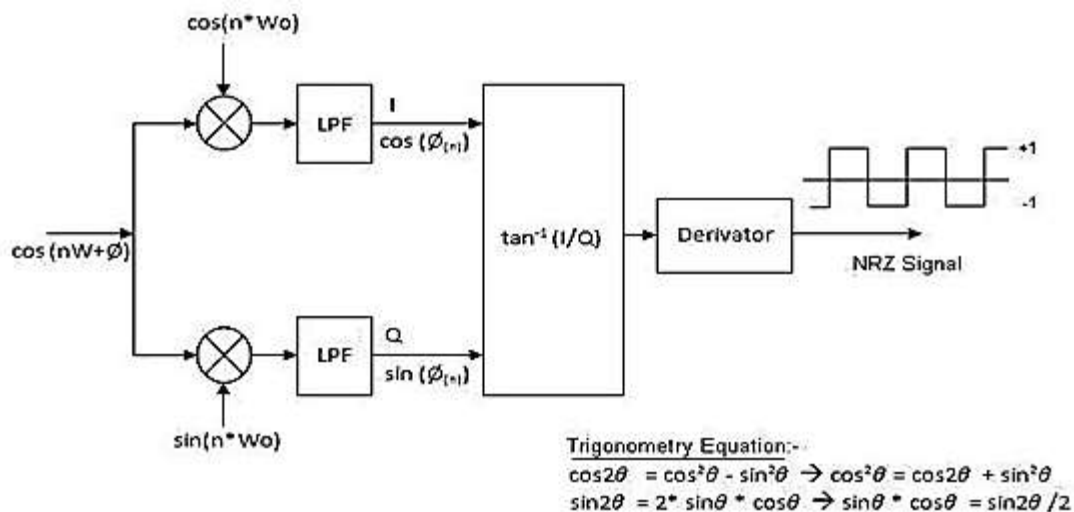 cos(n*Wo)
LPF
I
cos (Ø[n])
+1
-1
cos (nW+Ø)
tan⁻¹ (I/Q)
Derivator
NRZ Signal
LPF
Q
sin (Ø[n])
sin(n*Wo)
Trigonometry Equation:-
cos2θ = cos²θ - sin²θ → cos²θ = cos2θ + sin²θ
sin2θ = 2* sinθ * cosθ → sinθ * cosθ = sin2θ /2